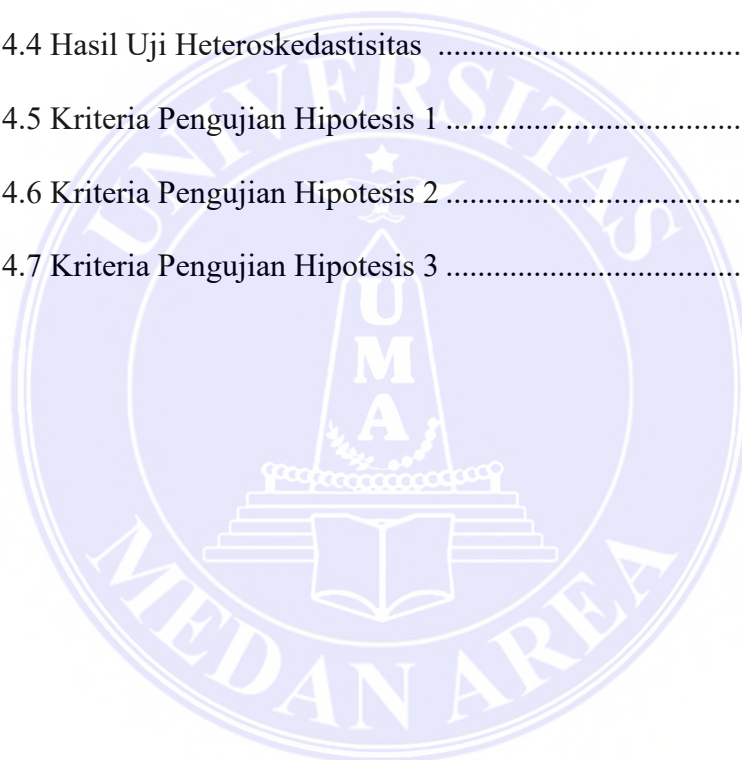 4.4 Hasil Uji Heteroskedastisitas ..................................
4.5 Kriteria Pengujian Hipotesis 1 .................................
4.6 Kriteria Pengujian Hipotesis 2 .................................
4.7 Kriteria Pengujian Hipotesis 3 .................................
UNIVERSITAS
U
M
A
MEDAN AREA